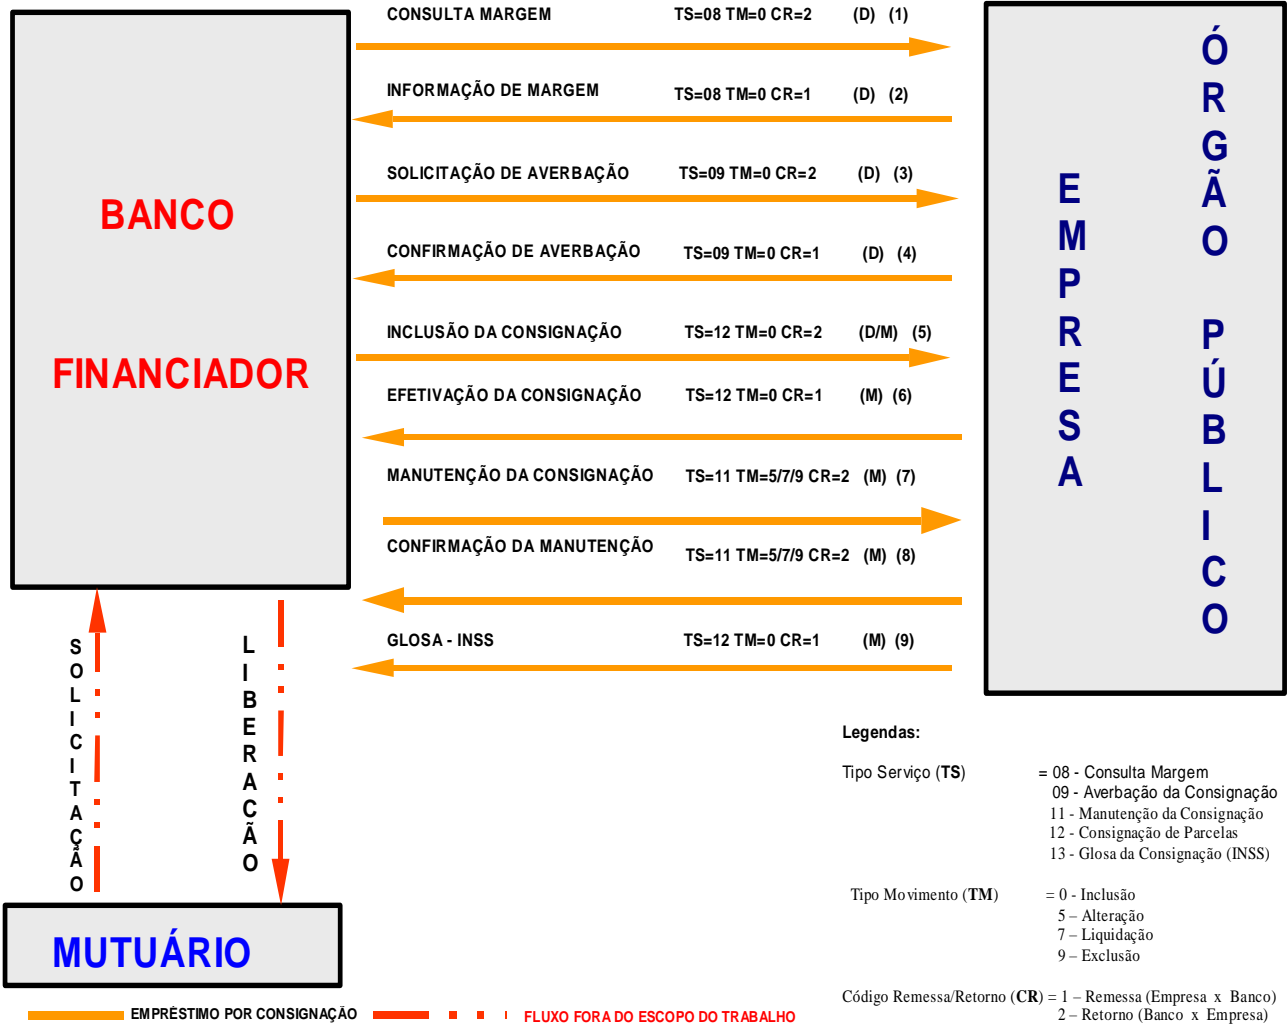 CONSULTA MARGEM TS=08 TM=0 CR=2 (D) (1)
INFORMAÇÃO DE MARGEM TS=08 TM=0 CR=1 (D) (2)
SOLICITAÇÃO DE AVERBAÇÃO TS=09 TM=0 CR=2 (D) (3)
CONFIRMAÇÃO DE AVERBAÇÃO TS=09 TM=0 CR=1 (D) (4)
INCLUSÃO DA CONSIGNAÇÃO TS=12 TM=0 CR=2 (D/M) (5)
EFETIVAÇÃO DA CONSIGNAÇÃO TS=12 TM=0 CR=1 (M) (6)
MANUTENÇÃO DA CONSIGNAÇÃO TS=11 TM=5/7/9 CR=2 (M) (7)
CONFIRMAÇÃO DA MANUTENÇÃO TS=11 TM=5/7/9 CR=2 (M) (8)
GLOSA - INSS TS=12 TM=0 CR=1 (M) (9)
BANCO
FINANCIADOR
EMPRESA
ÓRGÃO PÚBLICO
SOLICITAÇÃO
LIBERACÃO
MUTUÁRIO
Legendas:
Tipo Serviço (TS) = 08 - Consulta Margem
09 - Averbação da Consignação
11 - Manutenção da Consignação
12 - Consignação de Parcelas
13 - Glosa da Consignação (INSS)
Tipo Movimento (TM) = 0 - Inclusão
5 – Alteração
7 – Liquidação
9 – Exclusão
Código Remessa/Retorno (CR) = 1 – Remessa (Empresa x Banco)
2 – Retorno (Banco x Empresa)
EMPRÉSTIMO POR CONSIGNAÇÃO FLUXO FORA DO ESCOPO DO TRABALHO